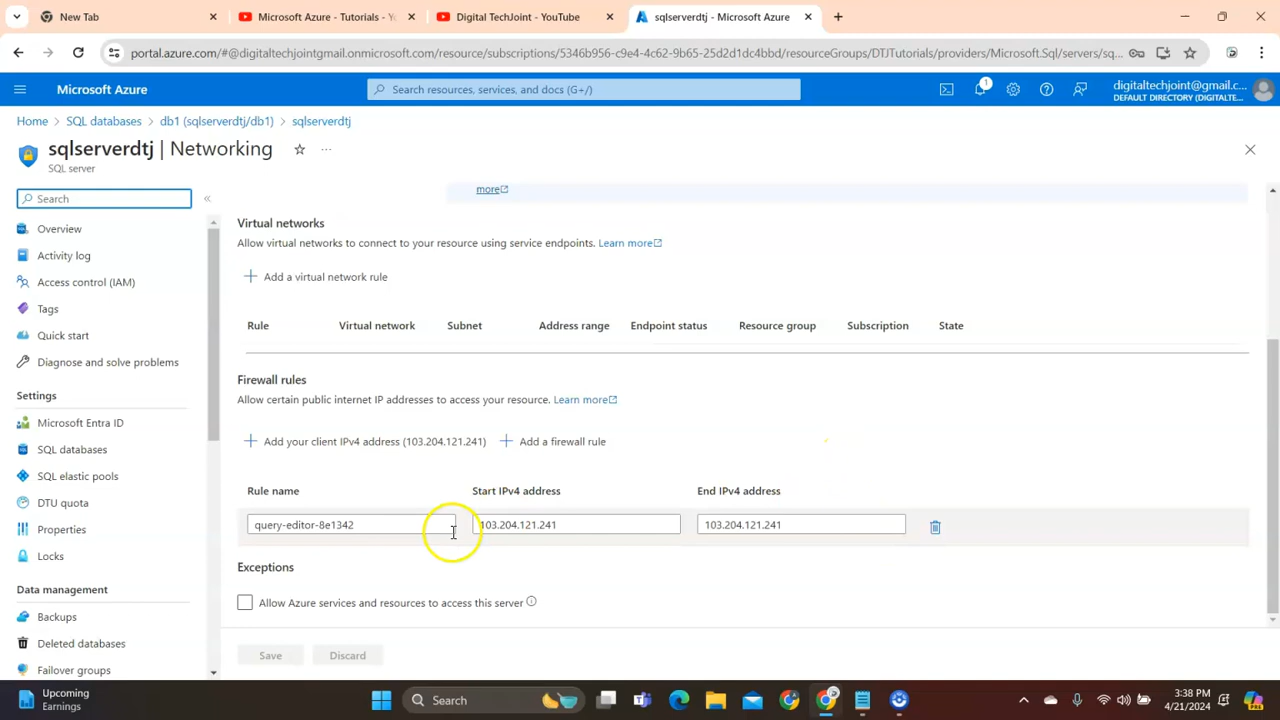 New Tab
Microsoft Azure - Tutorials - Y
Digital TechJoint - YouTube
sqlserverdtj - Microsoft Azure
portal.azure.com/#@digitaltechjointgmail.onmicrosoft.com/resource/subscriptions/5346b956-c9e4-4c62-9b65-25d2d1dc4bbd/resourceGroups/DTJTutorials/providers/Microsoft.Sql/servers/sq...
Microsoft Azure
Search resources, services, and docs (G+/)
1
digitaltechjoint@gmail.c...
DEFAULT DIRECTORY (DIGITALTE...
Home > SQL databases > db1 (sqlserverdtj/db1) > sqlserverdtj
sqlserverdtj | Networking
SQL server
Search
more
Overview
Activity log
Access control (IAM)
Tags
Quick start
Diagnose and solve problems
Settings
Microsoft Entra ID
SQL databases
SQL elastic pools
DTU quota
Properties
Locks
Data management
Backups
Deleted databases
Failover groups
Virtual networks
Allow virtual networks to connect to your resource using service endpoints. Learn more
Add a virtual network rule
Rule Virtual network Subnet Address range Endpoint status Resource group Subscription State
Firewall rules
Allow certain public internet IP addresses to access your resource. Learn more
Add your client IPv4 address (103.204.121.241) Add a firewall rule
Rule name Start IPv4 address End IPv4 address
query-editor-8e1342 103.204.121.241 103.204.121.241
Exceptions
Allow Azure services and resources to access this server
Save Discard
Upcoming
Earnings
Search
3:38 PM
4/21/2024